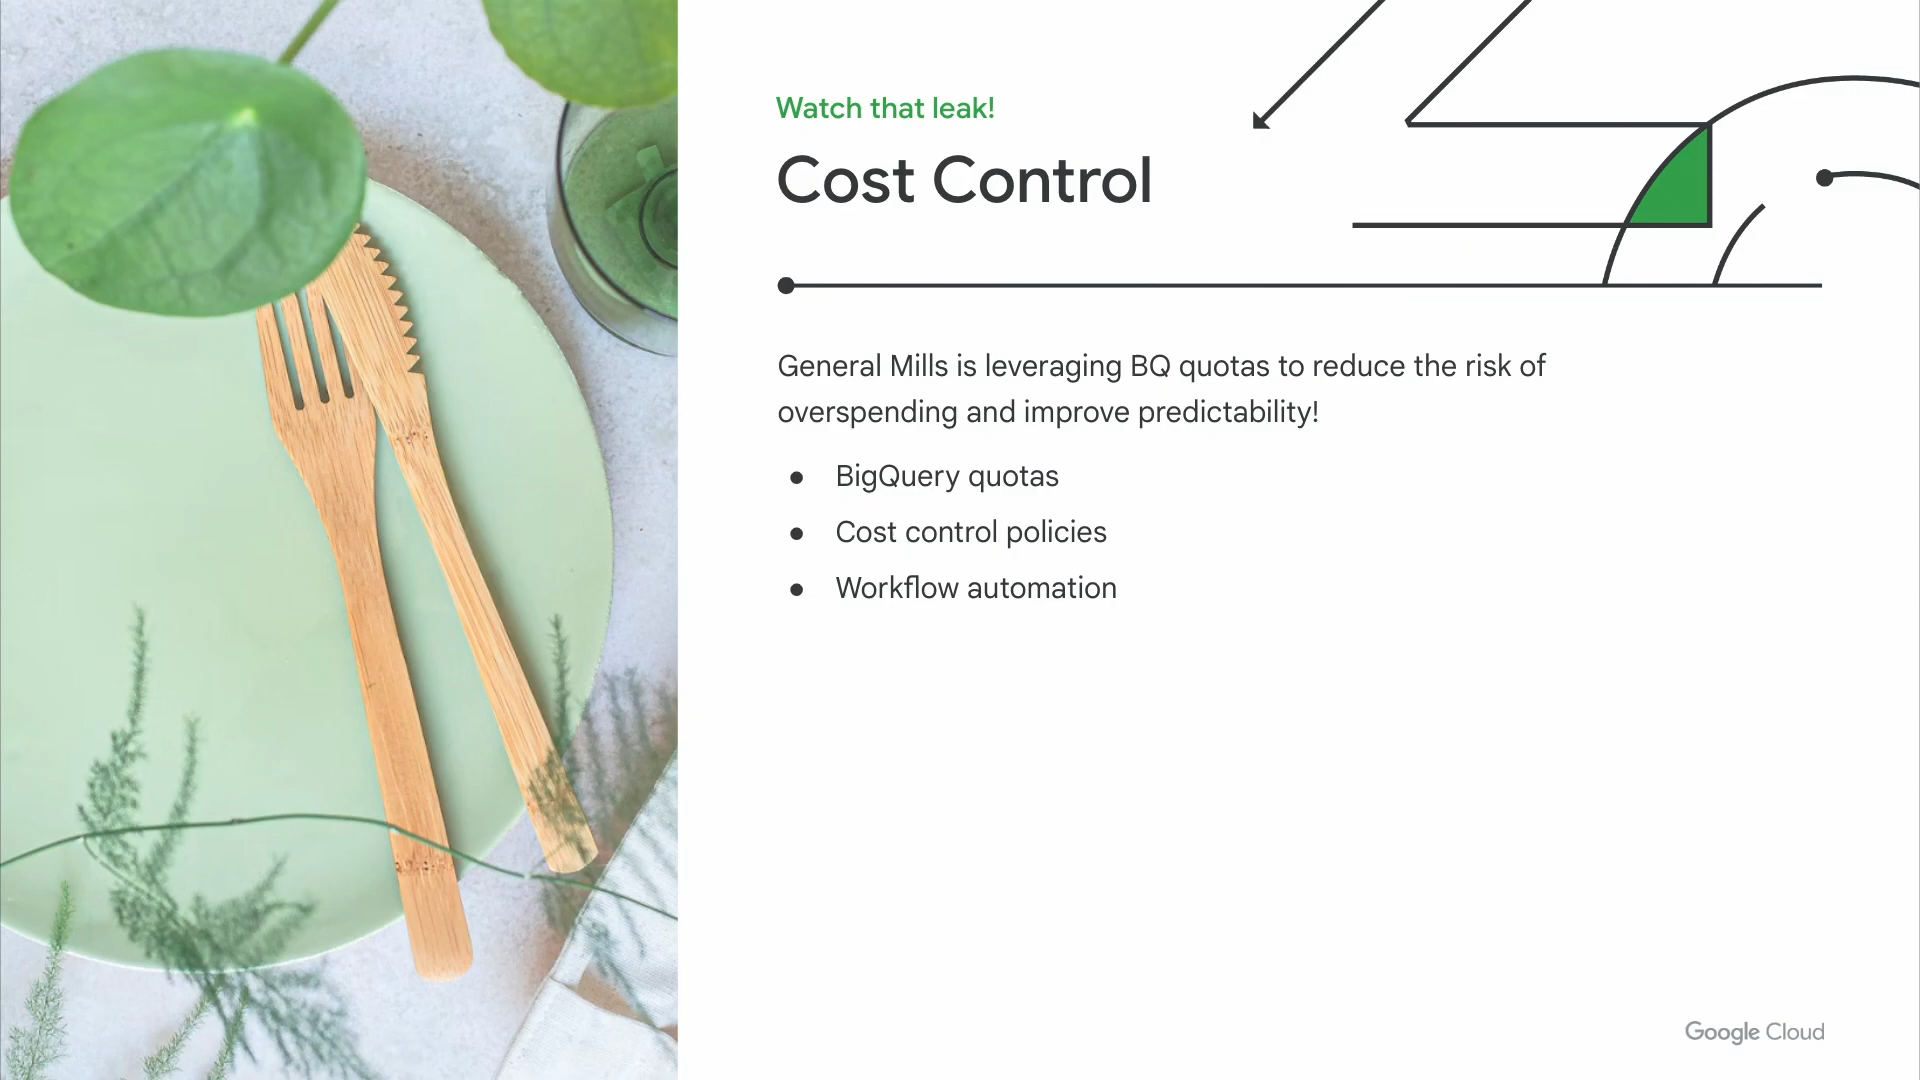 Watch that leak!
Cost Control
General Mills is leveraging BQ quotas to reduce the risk of
overspending and improve predictability!
● BigQuery quotas
● Cost control policies
● Workflow automation
Google Cloud